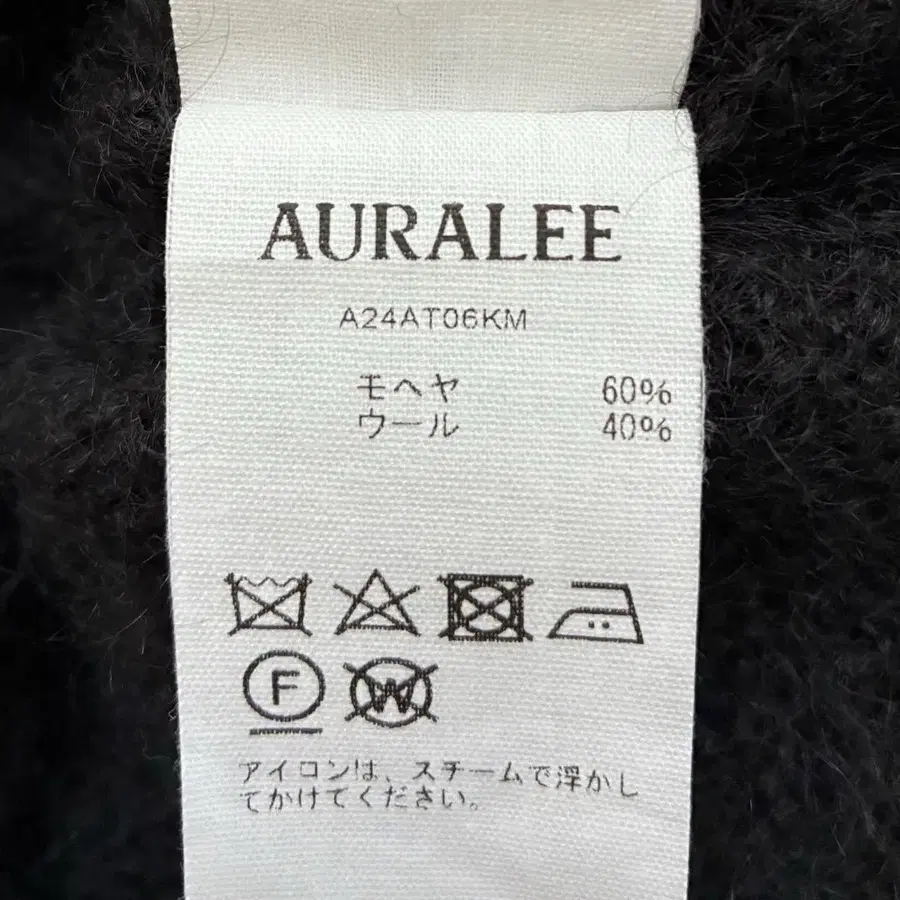 AURALEE
A24AT06KM
モヘヤ 60%
ウール 40%
F W
アイロンは、スチームで浮かし
てかけてください。